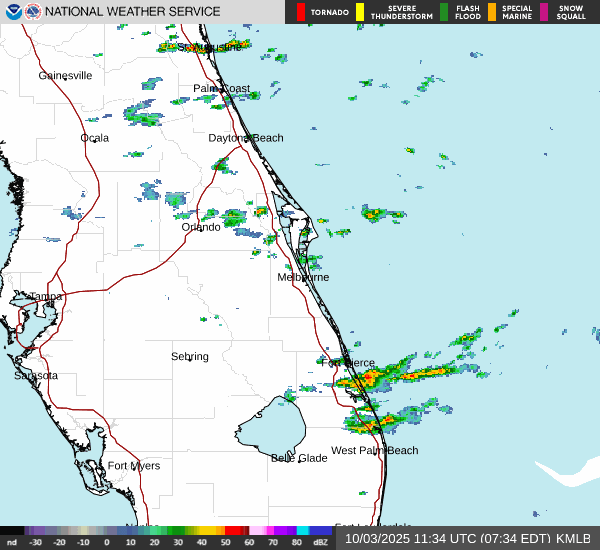 NATIONAL WEATHER SERVICE
TORNADO
SEVERE THUNDERSTORM
FLASH FLOOD
SPECIAL MARINE
SNOW SQUALL
St. Augustine
Gainesville
Palm Coast
Ocala
Daytona Beach
Orlando
Melbourne
Tampa
Sebring
Fort Pierce
Sarasota
West Palm Beach
Belle Glade
Fort Myers
Fort Lauderdale
nd -30 -20 -10 0 10 20 30 40 50 60 70 80 dBZ
10/03/2025 11:34 UTC (07:34 EDT) KMLB